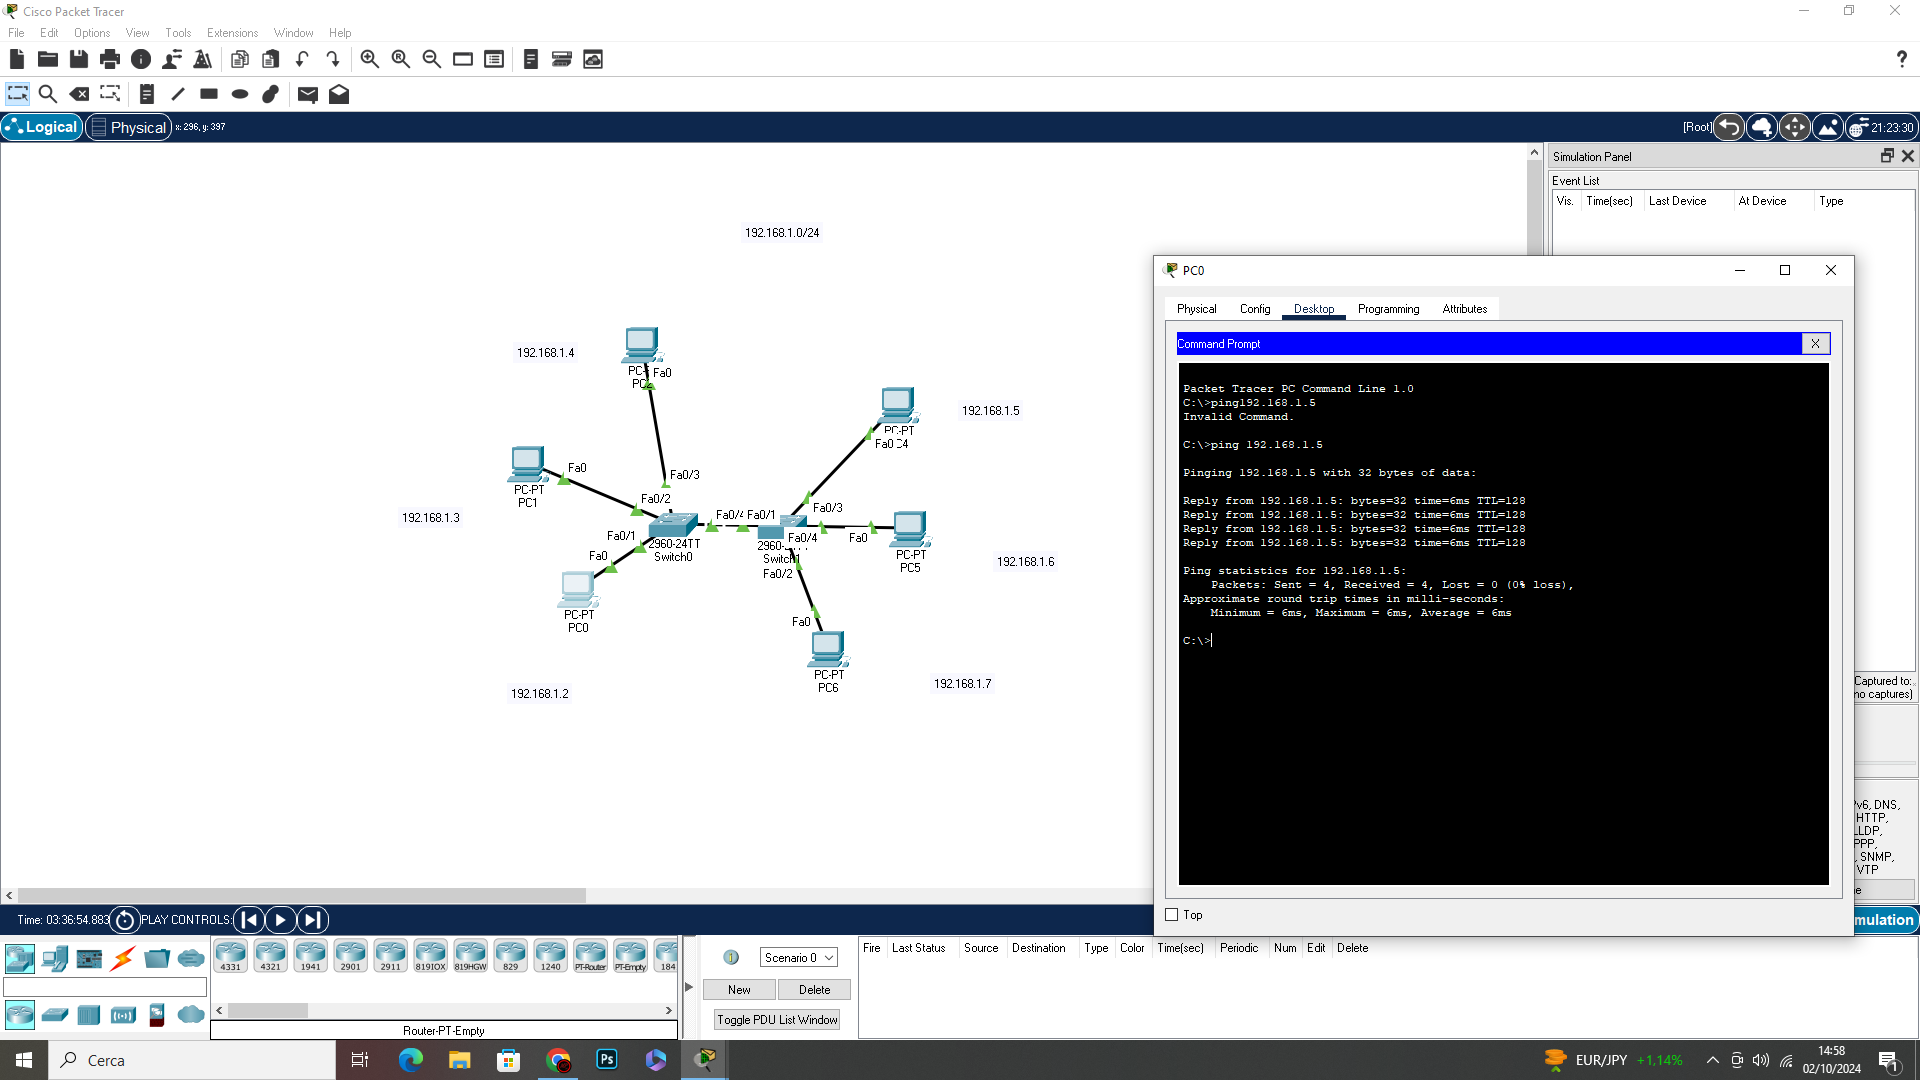 Cisco Packet Tracer
File Edit Options View Tools Extensions Window Help
Logical Physical x: 296, y: 397 [Root] 21:23:30
Simulation Panel
Event List
Vis. Time(sec) Last Device At Device Type
192.168.1.0/24
192.168.1.4
Fa0
192.168.1.5
PC-PT
Fa0 C4
Fa0
Fa0/3
PC-PT
PC1
Fa0/2
192.168.1.3
Fa0/4 Fa0/1
Fa0/3
Fa0/1
Fa0/4
Fa0
2960-24TT
Switch0
2960-
Fa0/2
Fa0
PC-PT
PC5
192.168.1.6
PC-PT
PC0
Fa0
PC-PT
PC6
192.168.1.7
192.168.1.2
PC0
Physical Config Desktop Programming Attributes
Command Prompt X
Packet Tracer PC Command Line 1.0
C:\>ping192.168.1.5
Invalid Command.
C:\>ping 192.168.1.5
Pinging 192.168.1.5 with 32 bytes of data:
Reply from 192.168.1.5: bytes=32 time=6ms TTL=128
Reply from 192.168.1.5: bytes=32 time=6ms TTL=128
Reply from 192.168.1.5: bytes=32 time=6ms TTL=128
Reply from 192.168.1.5: bytes=32 time=6ms TTL=128
Ping statistics for 192.168.1.5:
Packets: Sent = 4, Received = 4, Lost = 0 (0% loss),
Approximate round trip times in milli-seconds:
Minimum = 6ms, Maximum = 6ms, Average = 6ms
C:\>
Top
Captured to:
no captures)
v6, DNS,
HTTP,
LLDP,
PPP,
, SNMP,
VTP
Time: 03:36:54.883 PLAY CONTROLS: mulation
4331 4321 1941 2901 2911 819IOX 819HGW 829 1240 PT-Router PT-Empty 184
Router-PT-Empty
Scenario 0
New Delete
Toggle PDU List Window
Fire Last Status Source Destination Type Color Time(sec) Periodic Num Edit Delete
Cerca
Ps
EUR/JPY +1,14%
14:58
02/10/2024
1